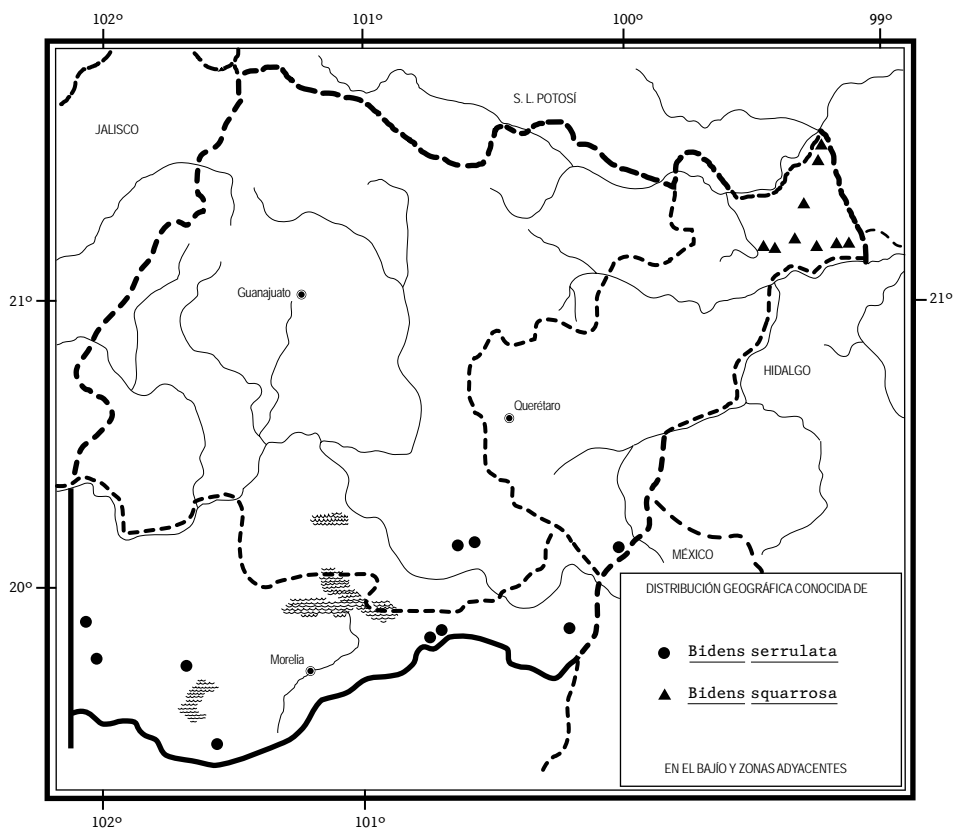 102° 101° 100° 99°
S. L. POTOSÍ
JALISCO
Guanajuato
21° 21°
HIDALGO
Querétaro
MÉXICO
20°
DISTRIBUCIÓN GEOGRÁFICA CONOCIDA DE
Bidens serrulata
Morelia
Bidens squarrosa
EN EL BAJÍO Y ZONAS ADYACENTES
102° 101°